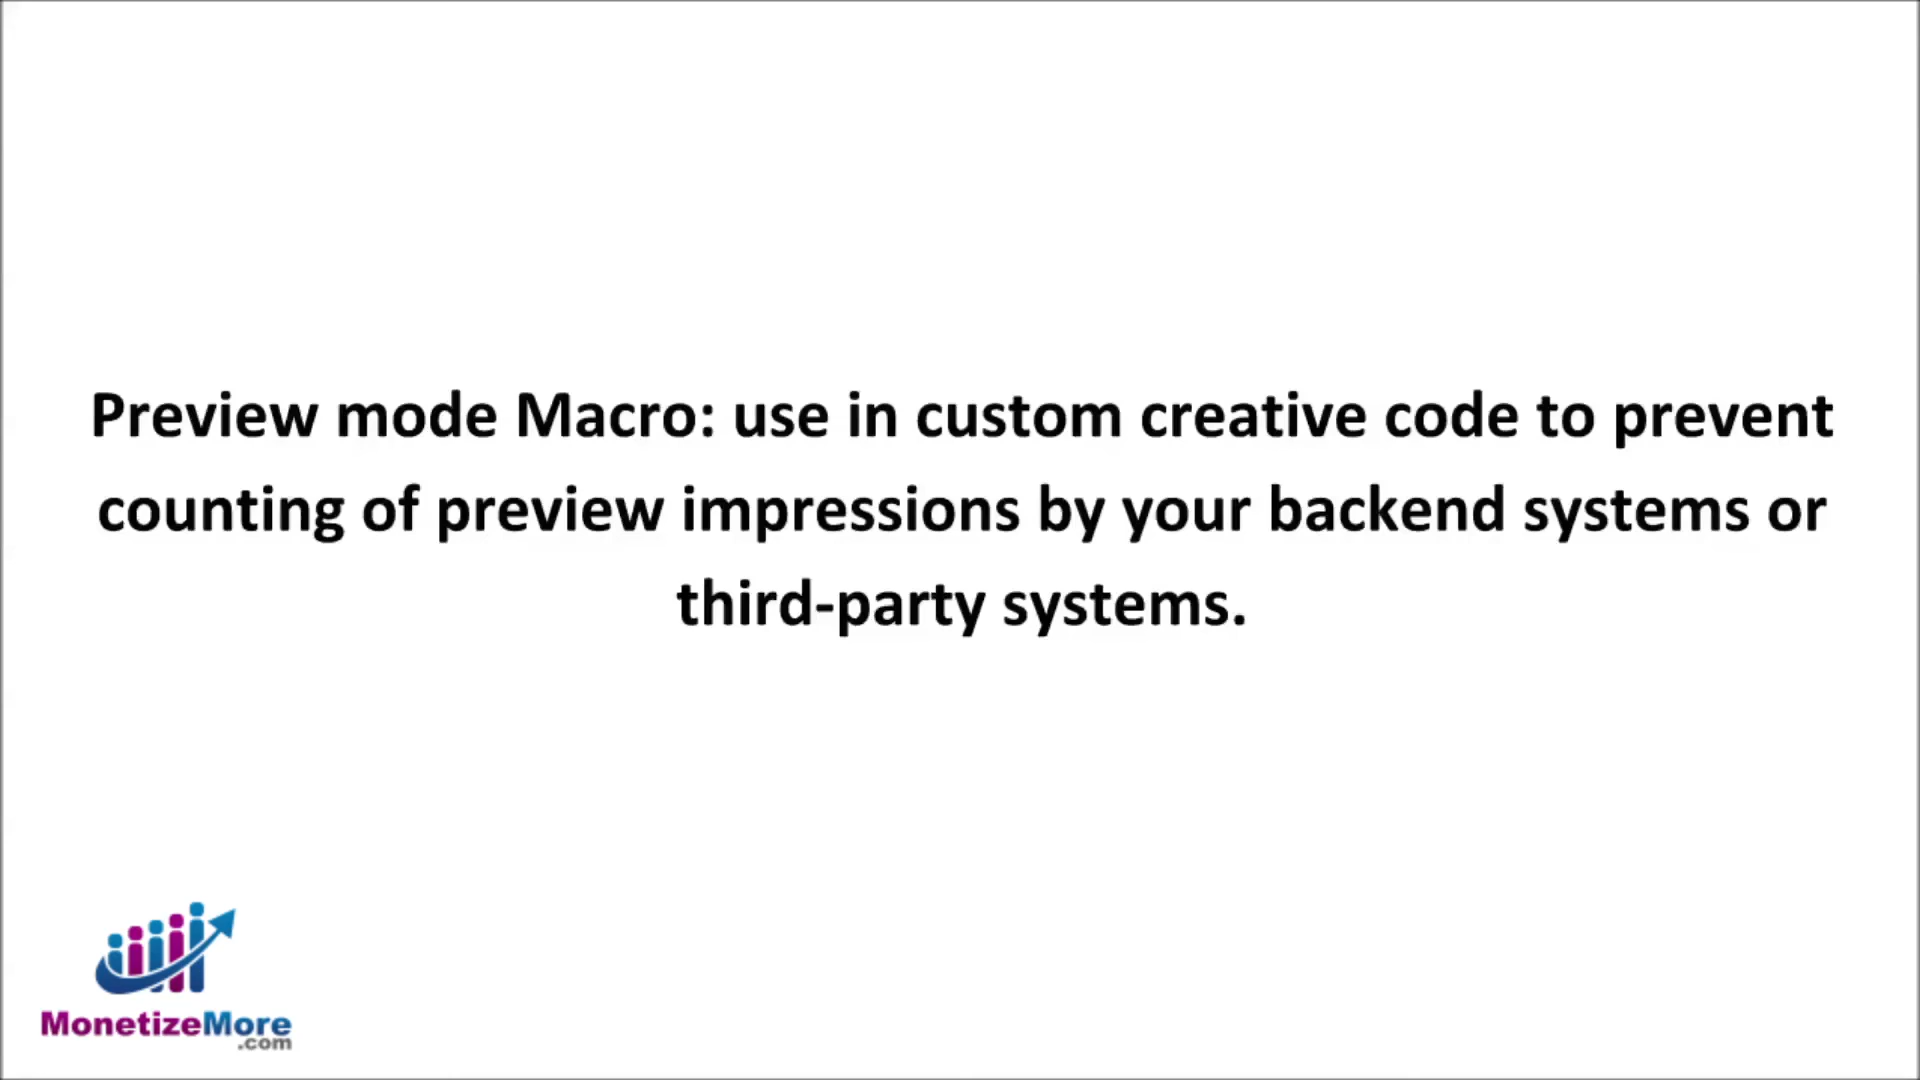 Preview mode Macro: use in custom creative code to prevent
counting of preview impressions by your backend systems or
third-party systems.
MonetizeMore
.com